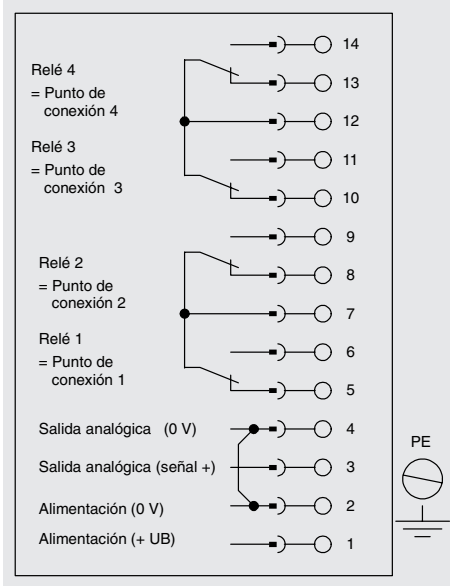 14
Relé 4
13
= Punto de
conexión 4
12
Relé 3
11
= Punto de
conexión 3
10
9
Relé 2
8
= Punto de
conexión 2
7
Relé 1
6
= Punto de
conexión 1
5
Salida analógica (0 V)
4
PE
Salida analógica (señal +)
3
Alimentación (0 V)
2
Alimentación (+ UB)
1